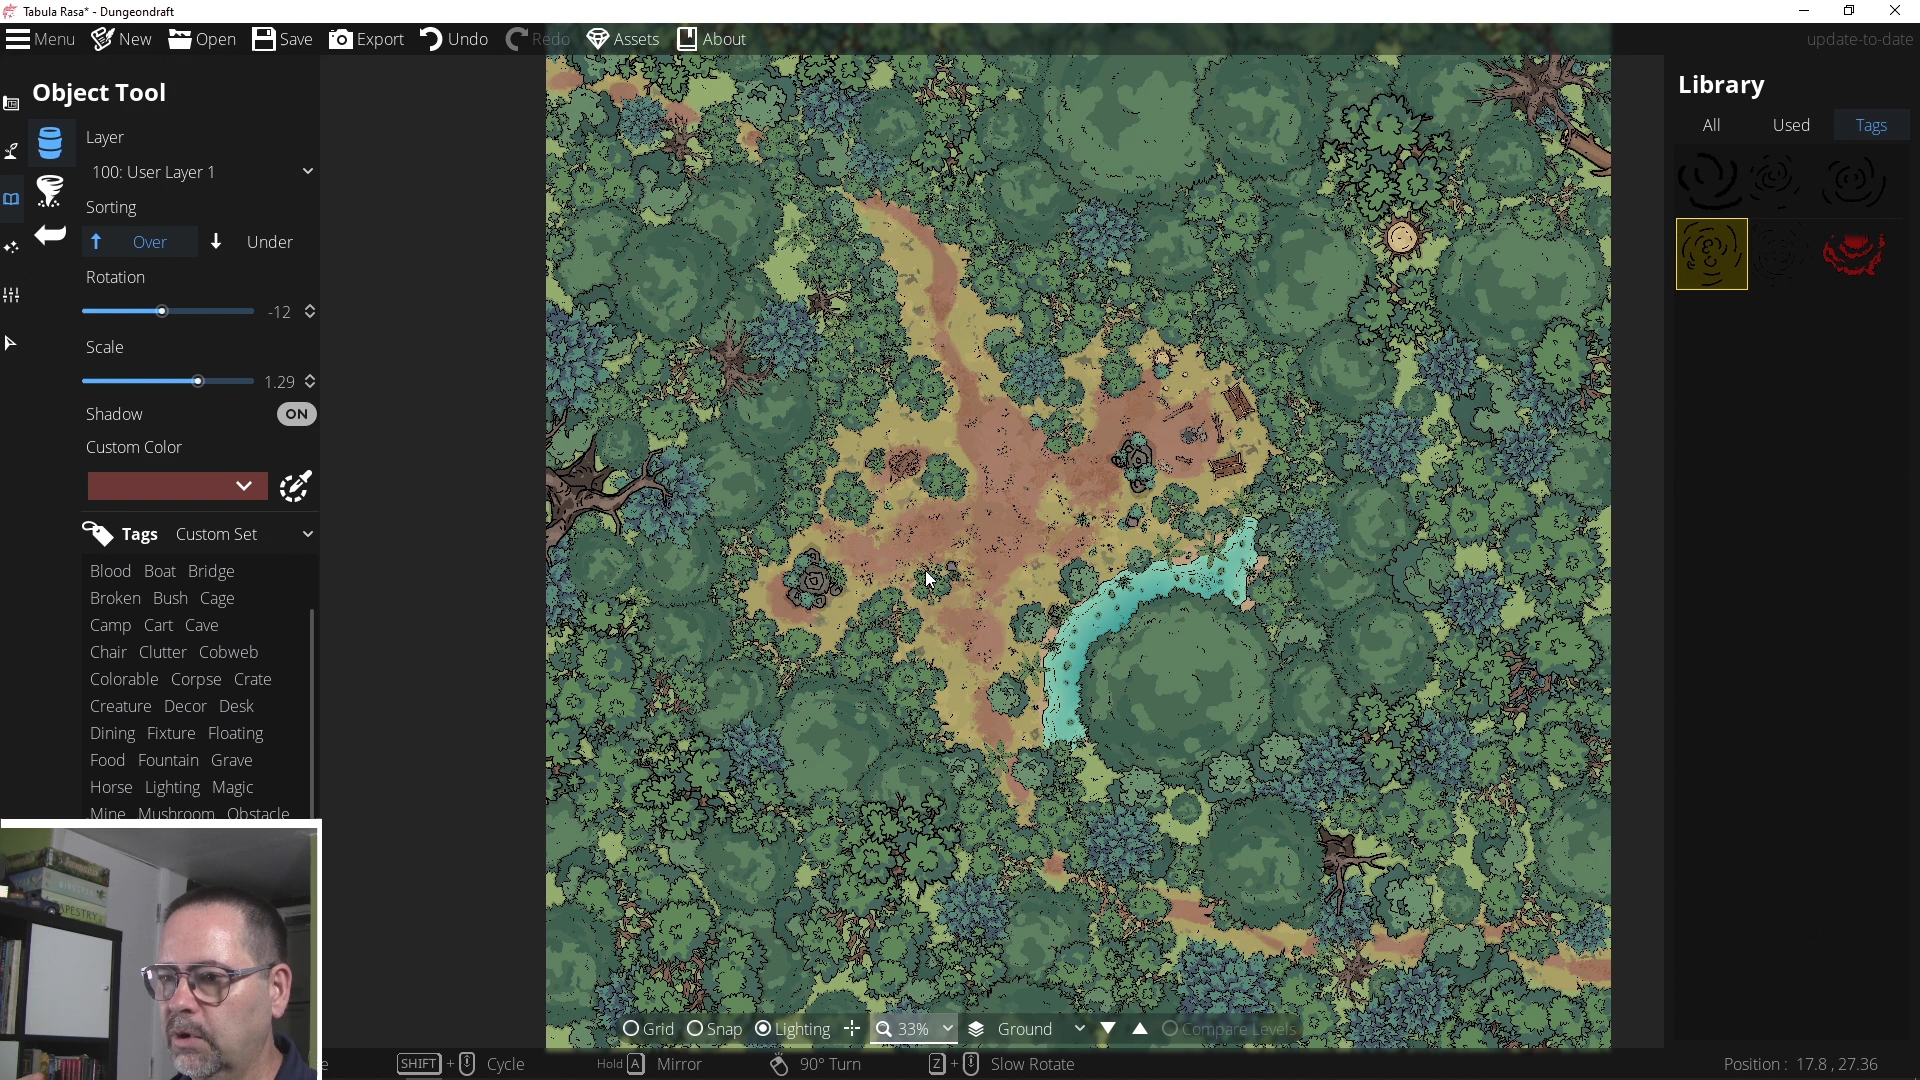 Tabula Rasa* - Dungeondraft
Menu New Open Save Export Undo Redo Assets About update-to-date
Object Tool
Layer
100: User Layer 1
Sorting
Over Under
Rotation
-12
Scale
1.29
Shadow ON
Custom Color
Tags Custom Set
Blood Boat Bridge
Broken Bush Cage
Camp Cart Cave
Chair Clutter Cobweb
Colorable Corpse Crate
Creature Decor Desk
Dining Fixture Floating
Food Fountain Grave
Horse Lighting Magic
Mine Mushroom Obstacle
TAPESTRY
Library
All Used Tags
Grid Snap Lighting 33% Ground Compare Levels
SHIFT + Cycle Hold A Mirror 90° Turn Z + Slow Rotate Position : 17.8 , 27.36